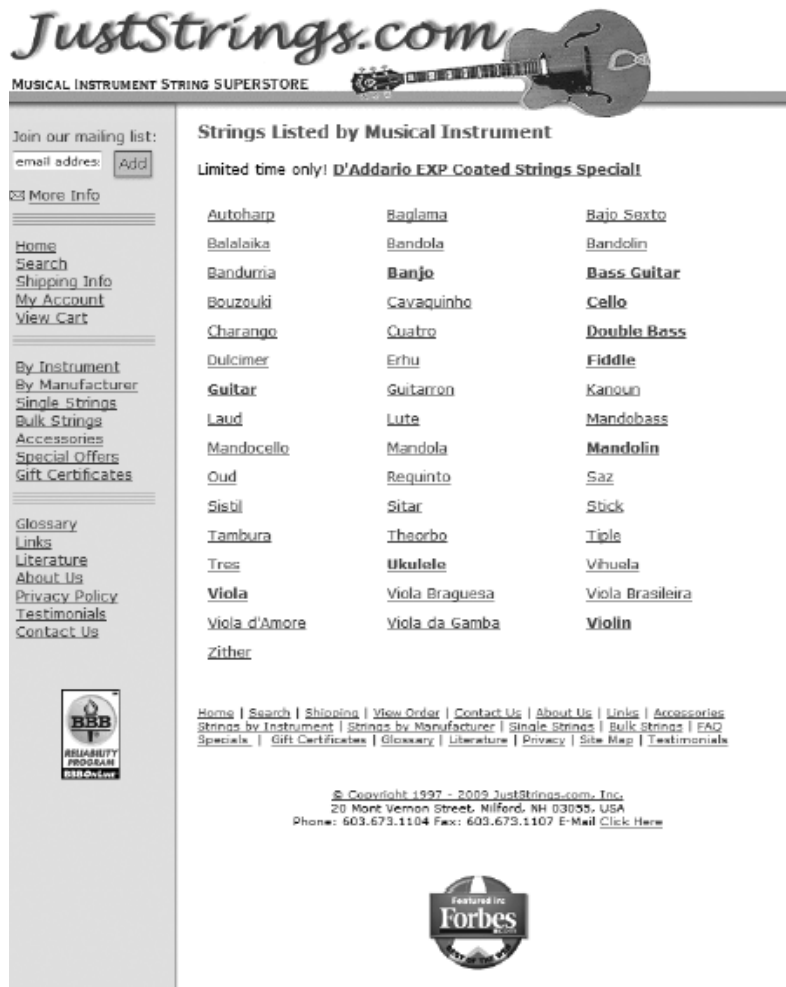 JustStrings.com
MUSICAL INSTRUMENT STRING SUPERSTORE
Join our mailing list:
email addres: Add
More Info
Home
Search
Shipping Info
My Account
View Cart
By Instrument
By Manufacturer
Single Strings
Bulk Strings
Accessories
Special Offers
Gift Certificates
Glossary
Links
Literature
About Us
Privacy Policy
Testimonials
Contact Us
BBB
RELIABILITY
PROGRAM
BBBOnLine
Strings Listed by Musical Instrument
Limited time only! D'Addario EXP Coated Strings Special!
Autoharp Baglama Bajo Sexto
Balalaika Bandola Bandolin
Bandurria Banjo Bass Guitar
Bouzouki Cavaquinho Cello
Charango Cuatro Double Bass
Dulcimer Erhu Fiddle
Guitar Guitarron Kanoun
Laud Lute Mandobass
Mandocello Mandola Mandolin
Oud Requinto Saz
Sistil Sitar Stick
Tambura Theorbo Tiple
Tres Ukulele Vihuela
Viola Viola Braguesa Viola Brasileira
Viola d'Amore Viola da Gamba Violin
Zither
Home | Search | Shipping | View Order | Contact Us | About Us | Links | Accessories
Strings by Instrument | Strings by Manufacturer | Single Strings | Bulk Strings | FAQ
Specials | Gift Certificates | Glossary | Literature | Privacy | Site Map | Testimonials
© Copyright 1997 - 2009 JustStrings.com, Inc.
20 Mont Vernon Street, Milford, NH 03055, USA
Phone: 603.673.1104 Fax: 603.673.1107 E-Mail Click Here
Featured in:
Forbes
.com
BEST OF THE WEB